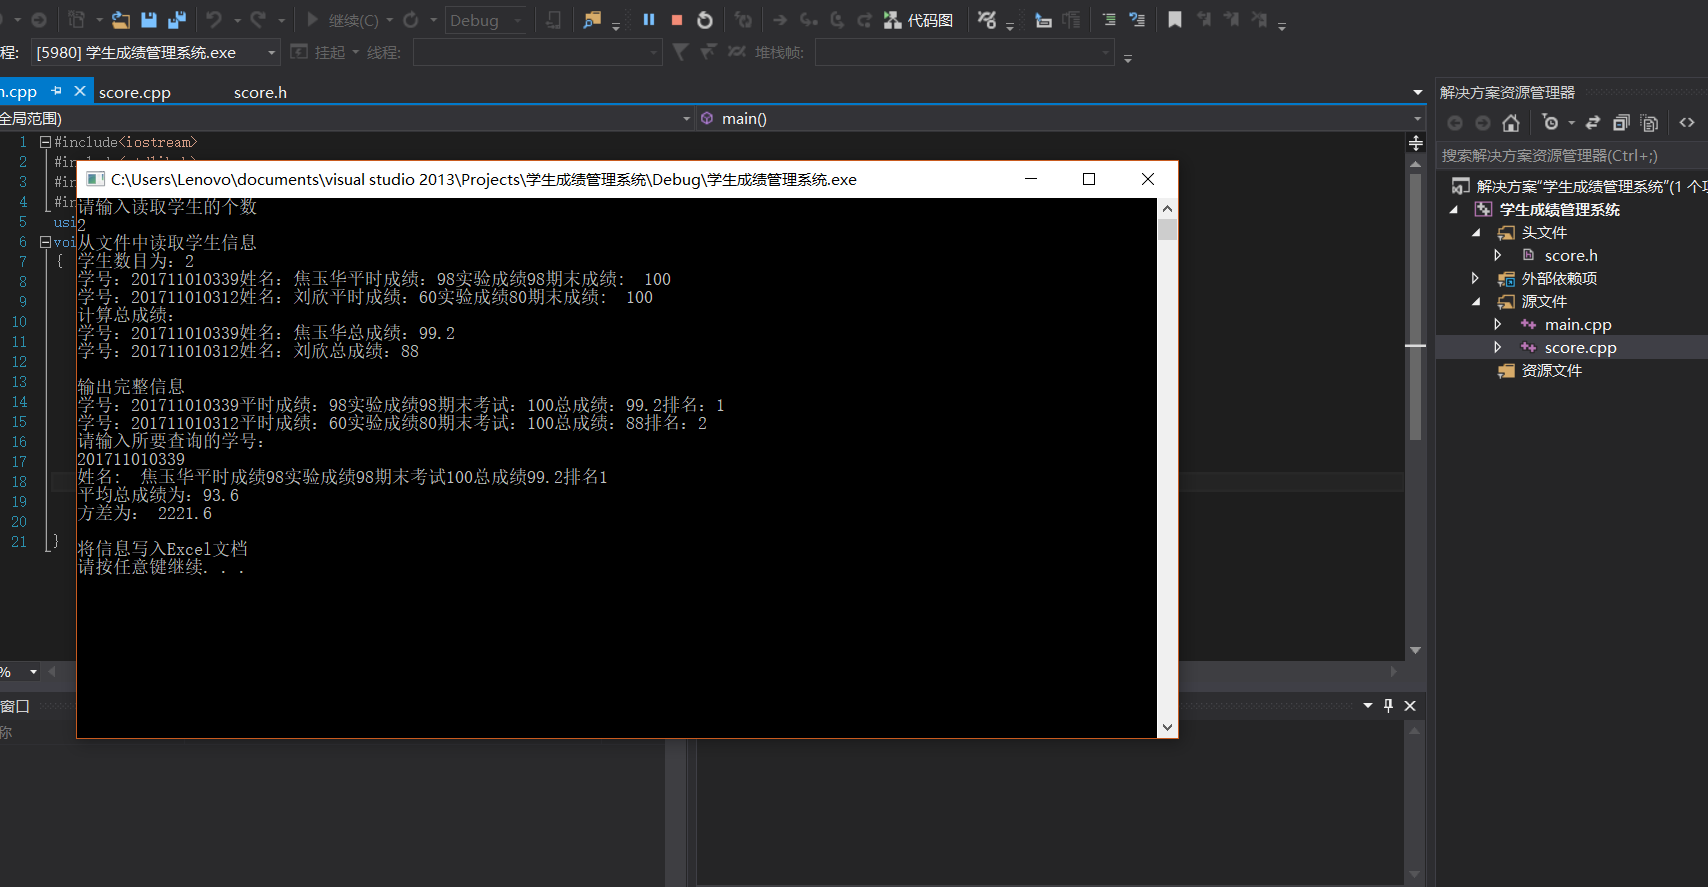 继续(C)
Debug
代码图
程:
[5980] 学生成绩管理系统.exe
挂起
线程:
堆栈帧:
n.cpp
score.cpp
score.h
全局范围)
main()
1 #include<iostream>
2
3 #in
4 #in
5 usi
6 voi
7 {
8
9
10
11
12
13
14
15
16
17
18
19
20
21 }
C:\Users\Lenovo\documents\visual studio 2013\Projects\学生成绩管理系统\Debug\学生成绩管理系统.exe
请输入读取学生的个数
2
从文件中读取学生信息
学生数目为：2
学号：201711010339姓名：焦玉华平时成绩：98实验成绩98期末成绩： 100
学号：201711010312姓名：刘欣平时成绩：60实验成绩80期末成绩： 100
计算总成绩：
学号：201711010339姓名：焦玉华总成绩：99.2
学号：201711010312姓名：刘欣总成绩：88
输出完整信息
学号：201711010339平时成绩：98实验成绩98期末考试：100总成绩：99.2排名：1
学号：201711010312平时成绩：60实验成绩80期末考试：100总成绩：88排名：2
请输入所要查询的学号：
201711010339
姓名： 焦玉华平时成绩98实验成绩98期末考试100总成绩99.2排名1
平均总成绩为：93.6
方差为： 2221.6
将信息写入Excel文档
请按任意键继续. . .
%
窗口
称
解决方案资源管理器
搜索解决方案资源管理器(Ctrl+;)
解决方案"学生成绩管理系统"(1 个
学生成绩管理系统
头文件
score.h
外部依赖项
源文件
main.cpp
score.cpp
资源文件